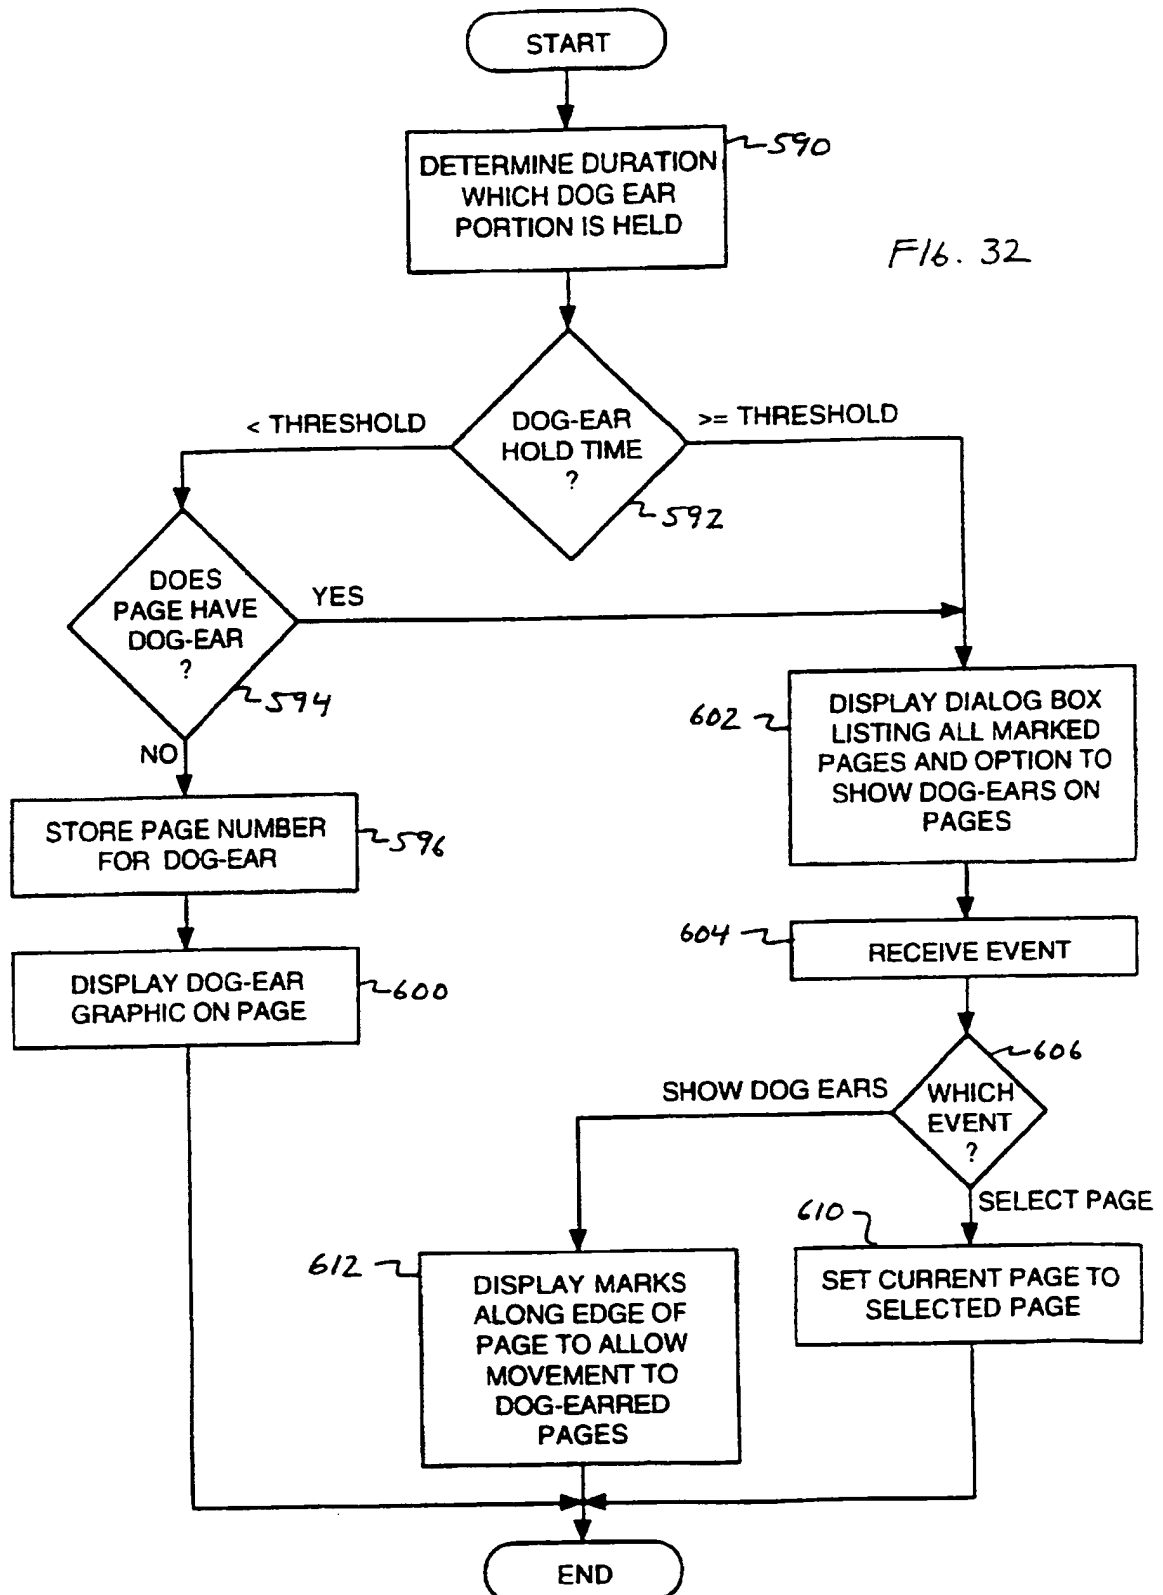 START
590
DETERMINE DURATION
WHICH DOG EAR
PORTION IS HELD
FIG. 32
< THRESHOLD
DOG-EAR
HOLD TIME
?
>= THRESHOLD
592
DOES
PAGE HAVE
DOG-EAR
?
YES
594
NO
602
DISPLAY DIALOG BOX
LISTING ALL MARKED
PAGES AND OPTION TO
SHOW DOG-EARS ON
PAGES
STORE PAGE NUMBER
FOR DOG-EAR
596
604
RECEIVE EVENT
DISPLAY DOG-EAR
GRAPHIC ON PAGE
600
606
SHOW DOG EARS
WHICH
EVENT
?
SELECT PAGE
610
SET CURRENT PAGE TO
SELECTED PAGE
612
DISPLAY MARKS
ALONG EDGE OF
PAGE TO ALLOW
MOVEMENT TO
DOG-EARRED
PAGES
END